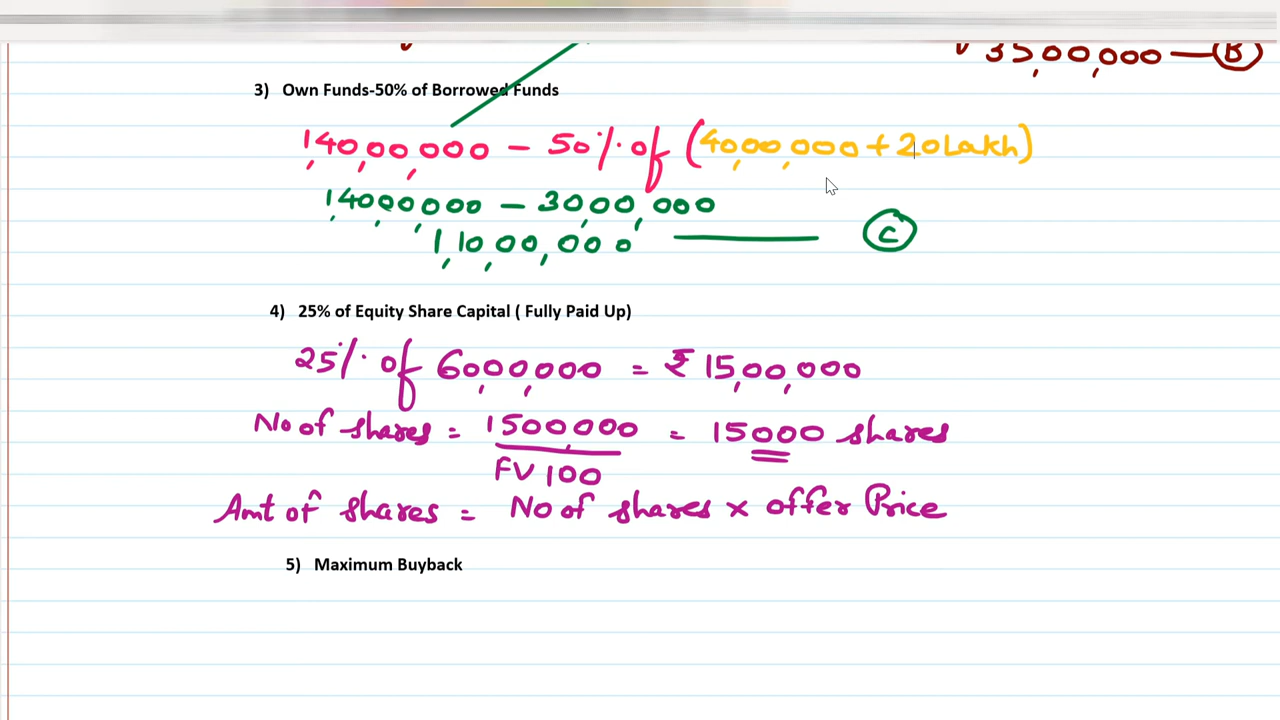 ₹ 35,00,000 — B
3) Own Funds-50% of Borrowed Funds
1,40,00,000 - 50% of (40,00,000 + 20 Lakh)
1,40,00,000 - 30,00,000
1,10,00,000 — C
4) 25% of Equity Share Capital ( Fully Paid Up)
25% of 60,00,000 = ₹ 15,00,000
No of shares = 1500,000 = 15000 shares
FV 100
Amt of shares = No of shares x offer Price
5) Maximum Buyback